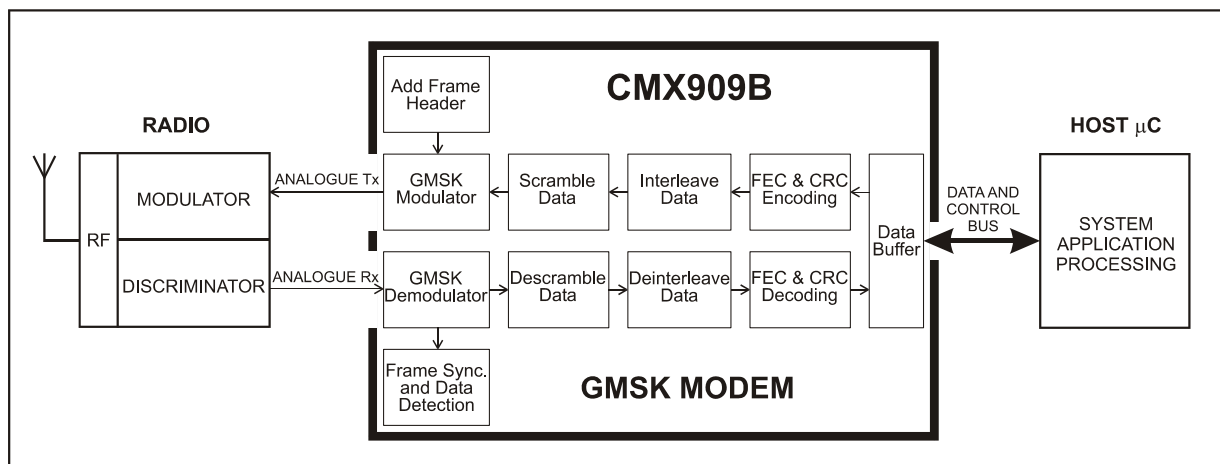 CMX909B
Add Frame
Header
RADIO
HOST µC
RF
MODULATOR
DISCRIMINATOR
ANALOGUE Tx
ANALOGUE Rx
GMSK
Modulator
Scramble
Data
Interleave
Data
FEC & CRC
Encoding
Data
Buffer
DATA AND
CONTROL
BUS
SYSTEM
APPLICATION
PROCESSING
GMSK
Demodulator
Descramble
Data
Deinterleave
Data
FEC & CRC
Decoding
Frame Sync.
and Data
Detection
GMSK MODEM